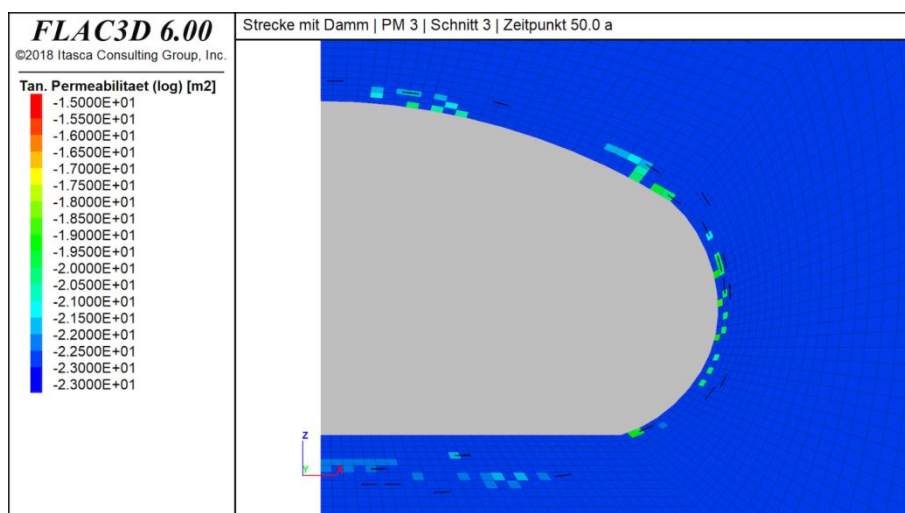 FLAC3D 6.00
©2018 Itasca Consulting Group, Inc.
Tan. Permeabilitaet (log) [m2]
-1.5000E+01
-1.5500E+01
-1.6000E+01
-1.6500E+01
-1.7000E+01
-1.7500E+01
-1.8000E+01
-1.8500E+01
-1.9000E+01
-1.9500E+01
-2.0000E+01
-2.0500E+01
-2.1000E+01
-2.1500E+01
-2.2000E+01
-2.2500E+01
-2.3000E+01
-2.3000E+01
Strecke mit Damm | PM 3 | Schnitt 3 | Zeitpunkt 50.0 a
Z
Y
X